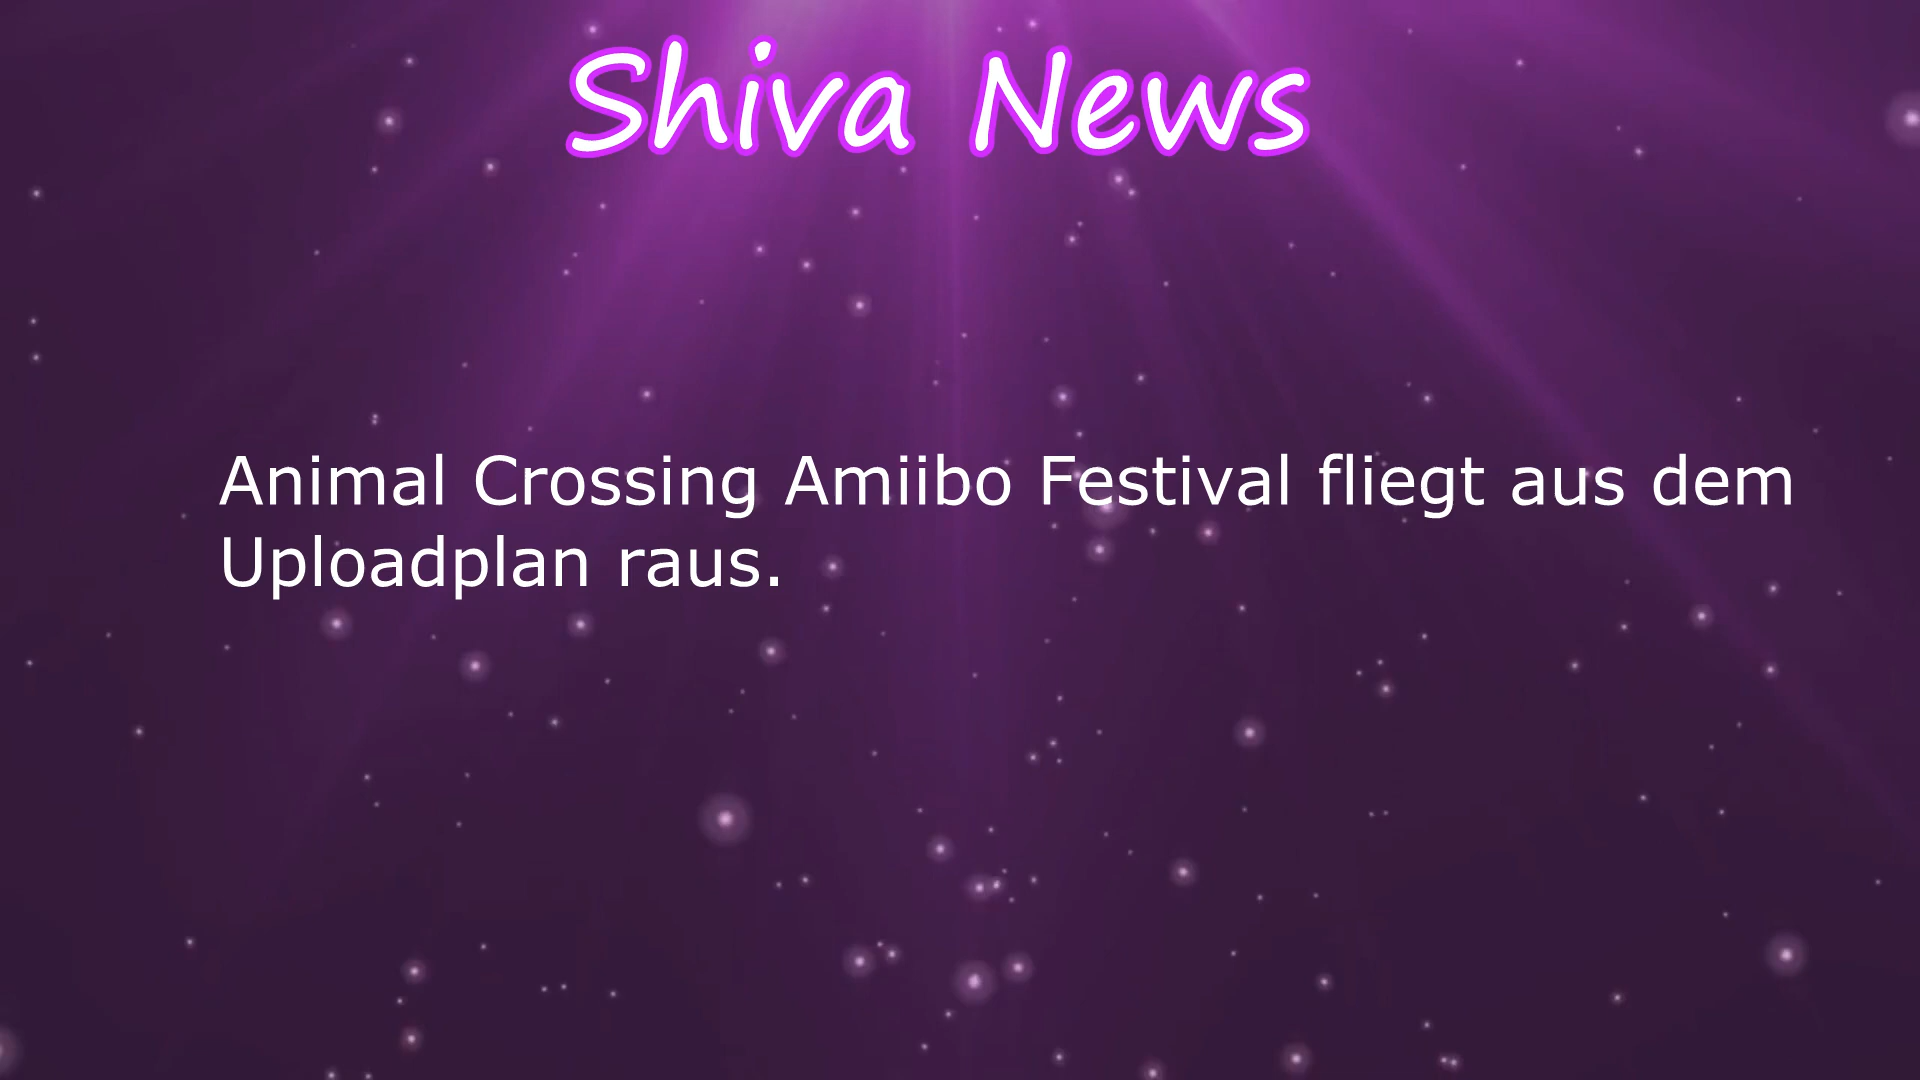 Shiva News
Animal Crossing Amiibo Festival fliegt aus dem
Uploadplan raus.